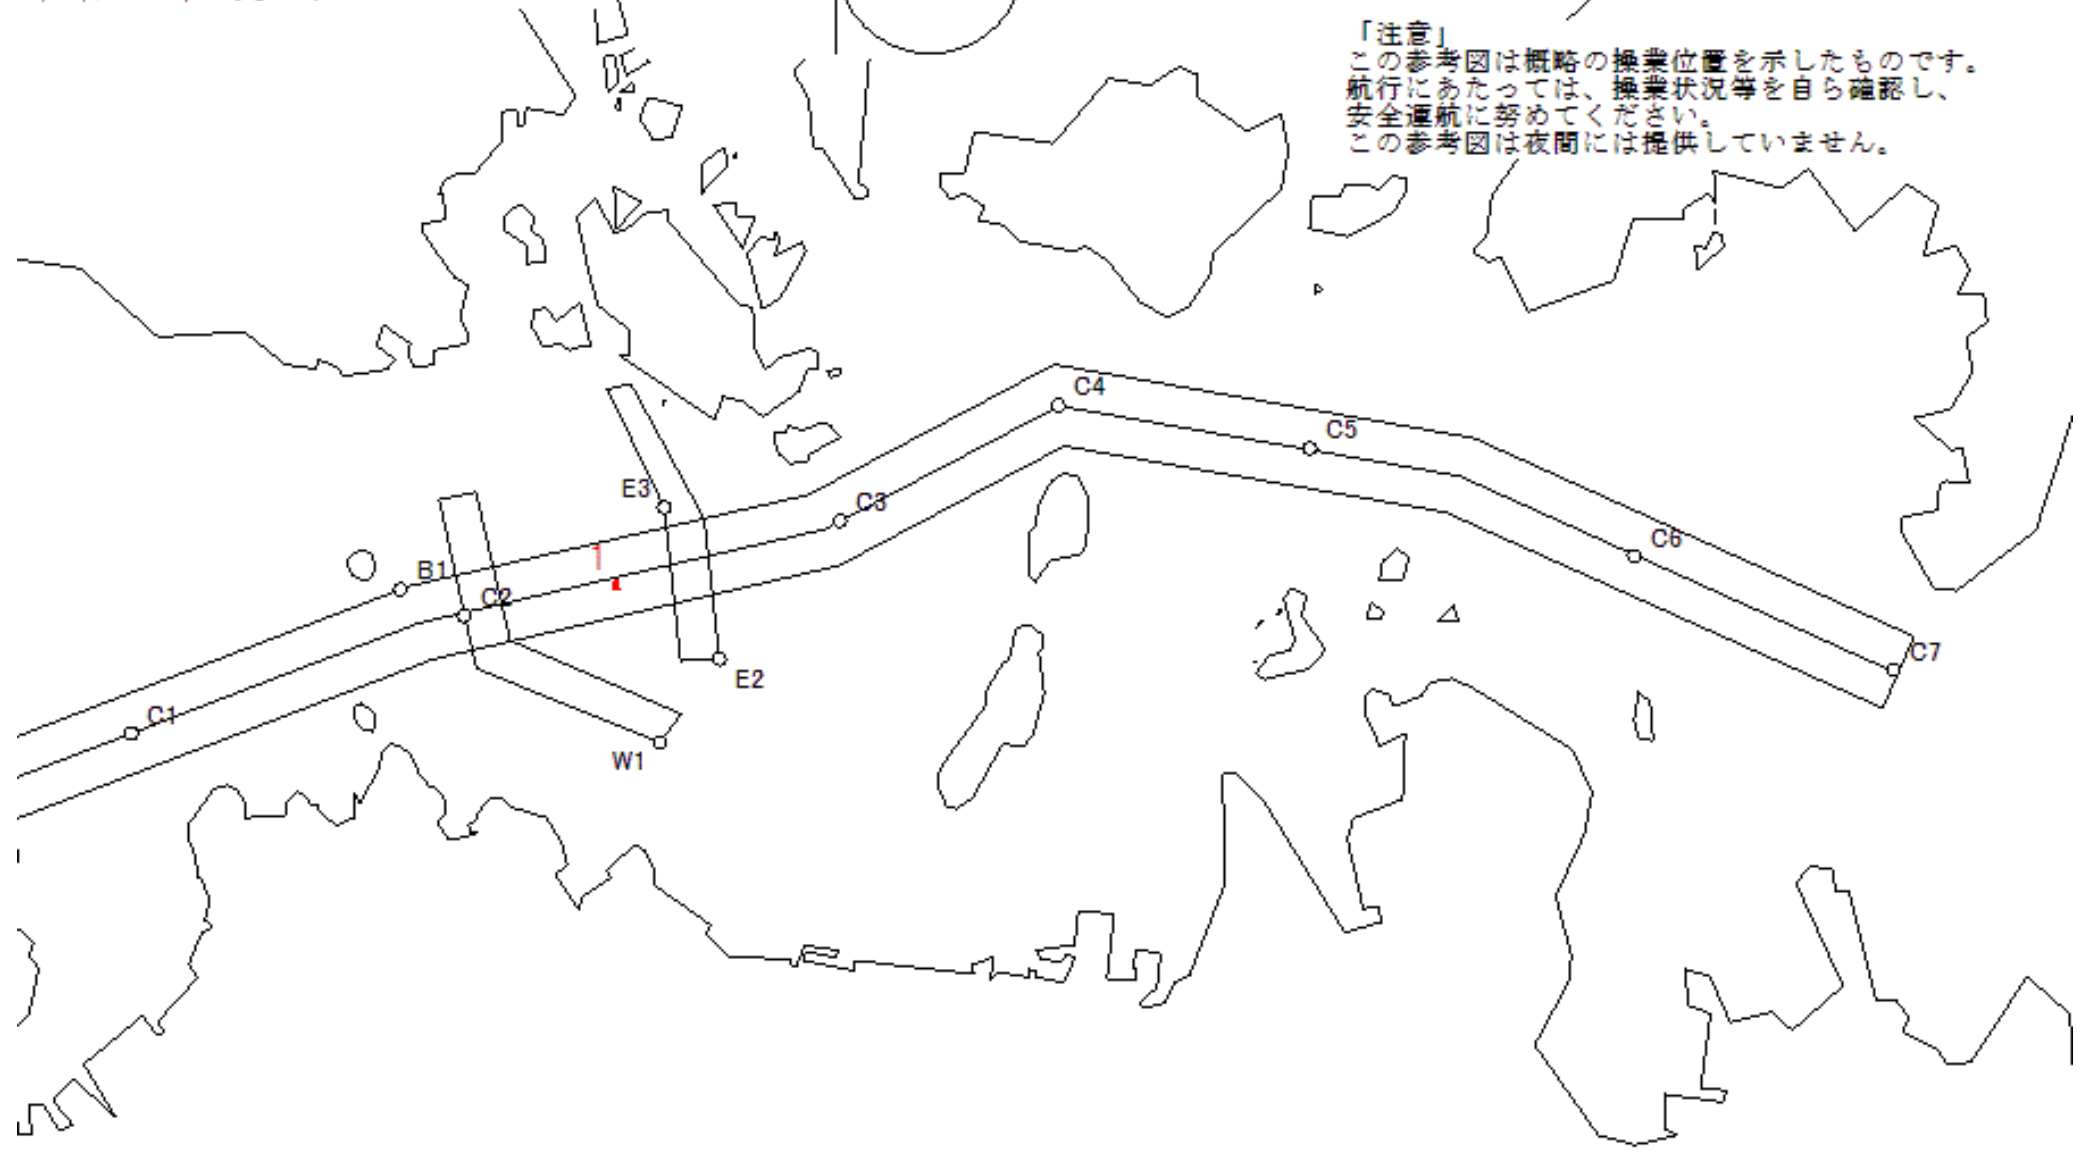 「注意」
この参考図は概略の操業位置を示したものです。
航行にあたっては、操業状況等を自ら確認し、
安全運航に努めてください。
この参考図は夜間には提供していません。
C4
C5
E3
C3
C6
B1
1
C2
C7
E2
C1
W1